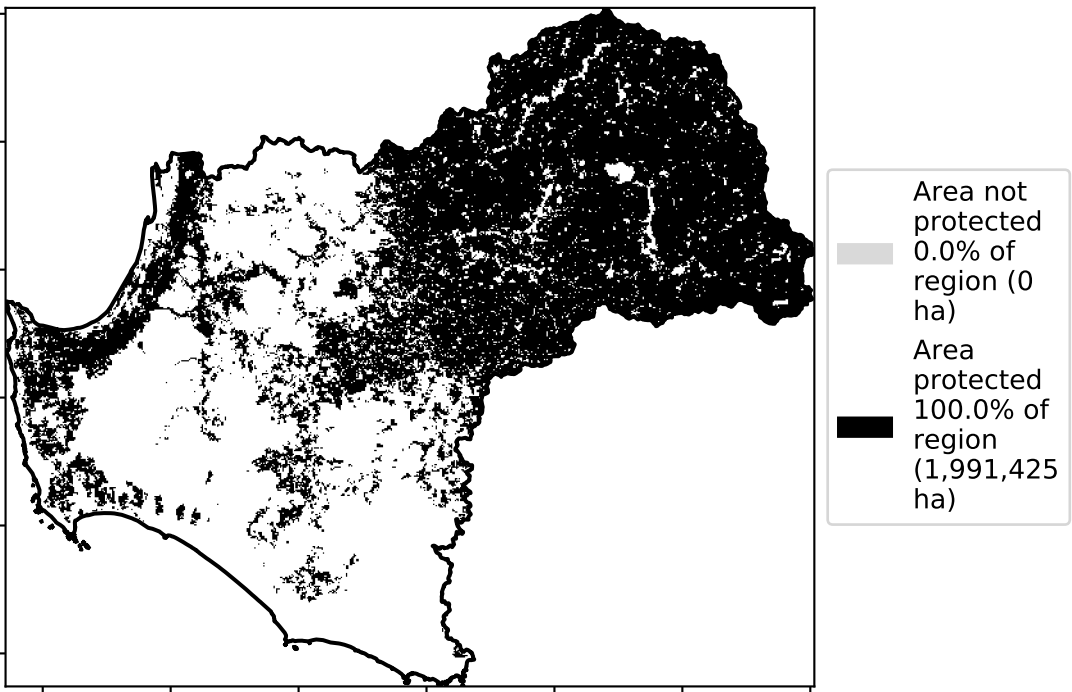 Area not
protected
0.0% of
region (0
ha)
Area
protected
100.0% of
region
(1,991,425
ha)